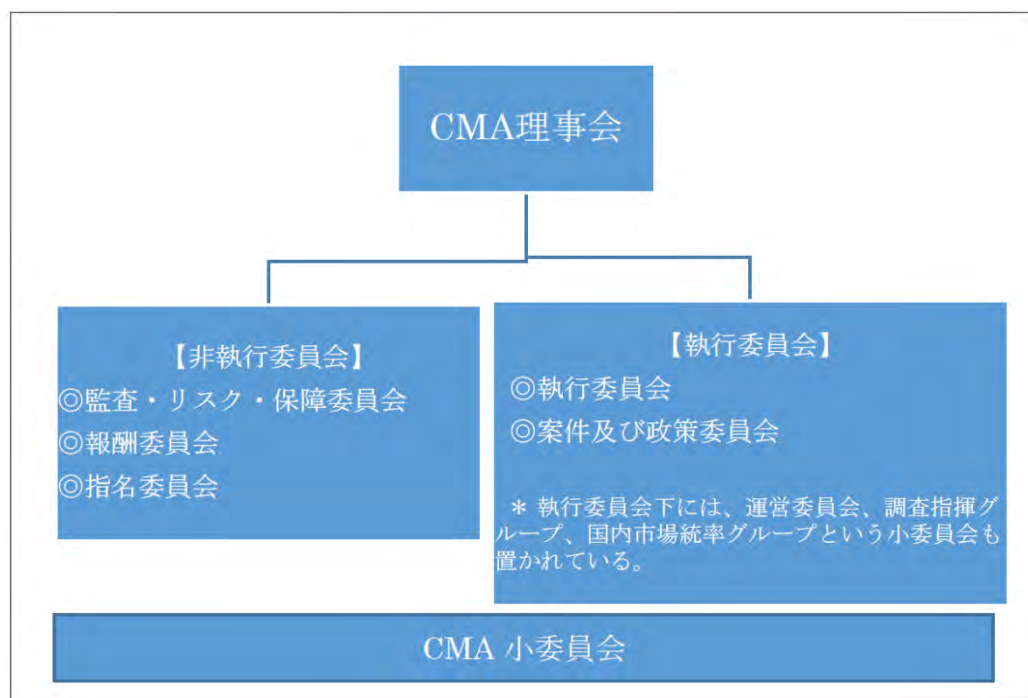 CMA理事会
【非執行委員会】
◎監査・リスク・保障委員会
◎報酬委員会
◎指名委員会
【執行委員会】
◎執行委員会
◎案件及び政策委員会
＊ 執行委員会下には、運営委員会、調査指揮グ
ループ、国内市場統率グループという小委員会も
置かれている。
CMA 小委員会